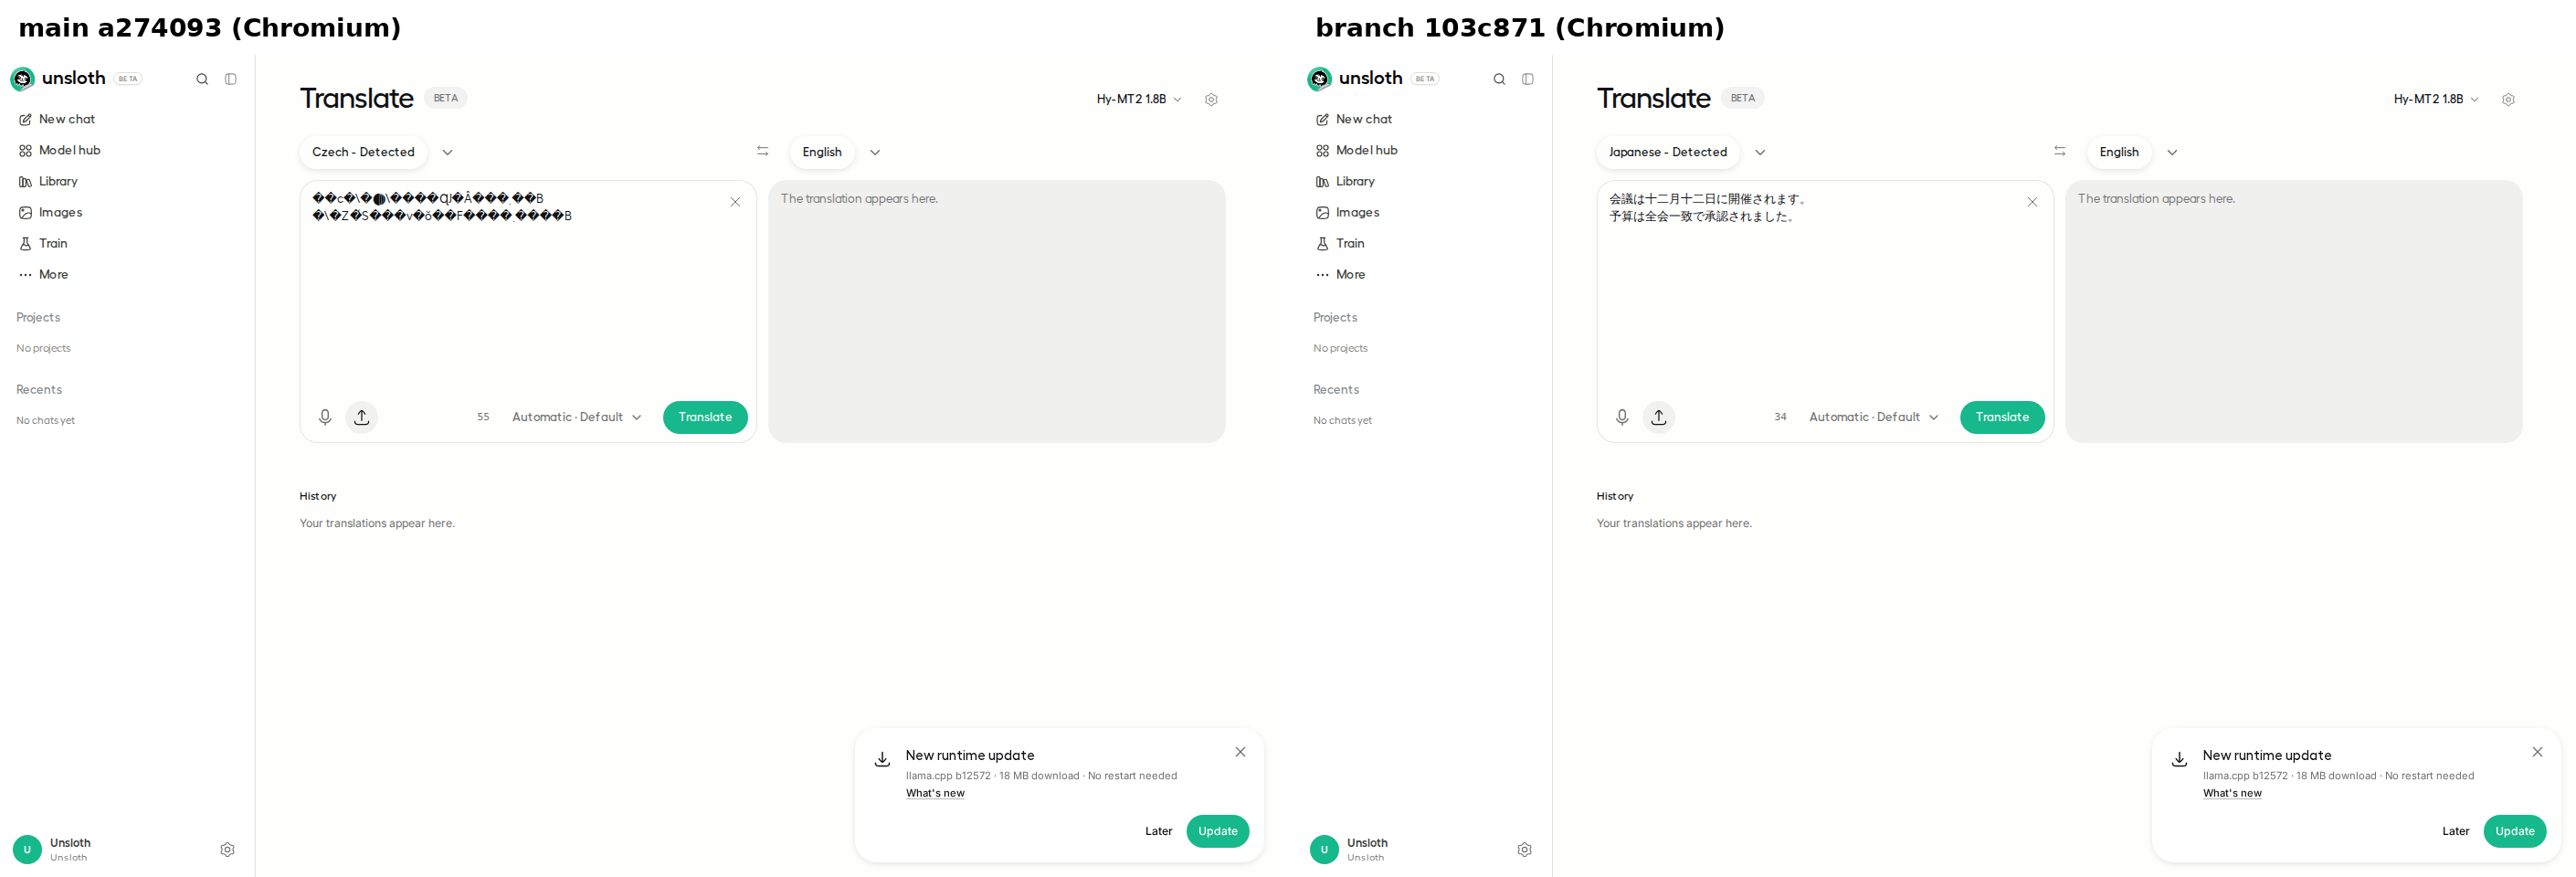 main a274093 (Chromium)
unsloth BETA
New chat
Model hub
Library
Images
Train
More
Projects
No projects
Recents
No chats yet
Unsloth
Unsloth
U
Translate BETA
Hy-MT2 1.8B
Czech - Detected
English
The translation appears here.
55 Automatic · Default Translate
History
Your translations appear here.
New runtime update
llama.cpp b12572 · 18 MB download · No restart needed
What's new
Later Update
branch 103c871 (Chromium)
unsloth BETA
New chat
Model hub
Library
Images
Train
More
Projects
No projects
Recents
No chats yet
Unsloth
Unsloth
U
Translate BETA
Hy-MT2 1.8B
Japanese - Detected
English
会議は十二月十二日に開催されます。
予算は全会一致で承認されました。
The translation appears here.
34 Automatic · Default Translate
History
Your translations appear here.
New runtime update
llama.cpp b12572 · 18 MB download · No restart needed
What's new
Later Update